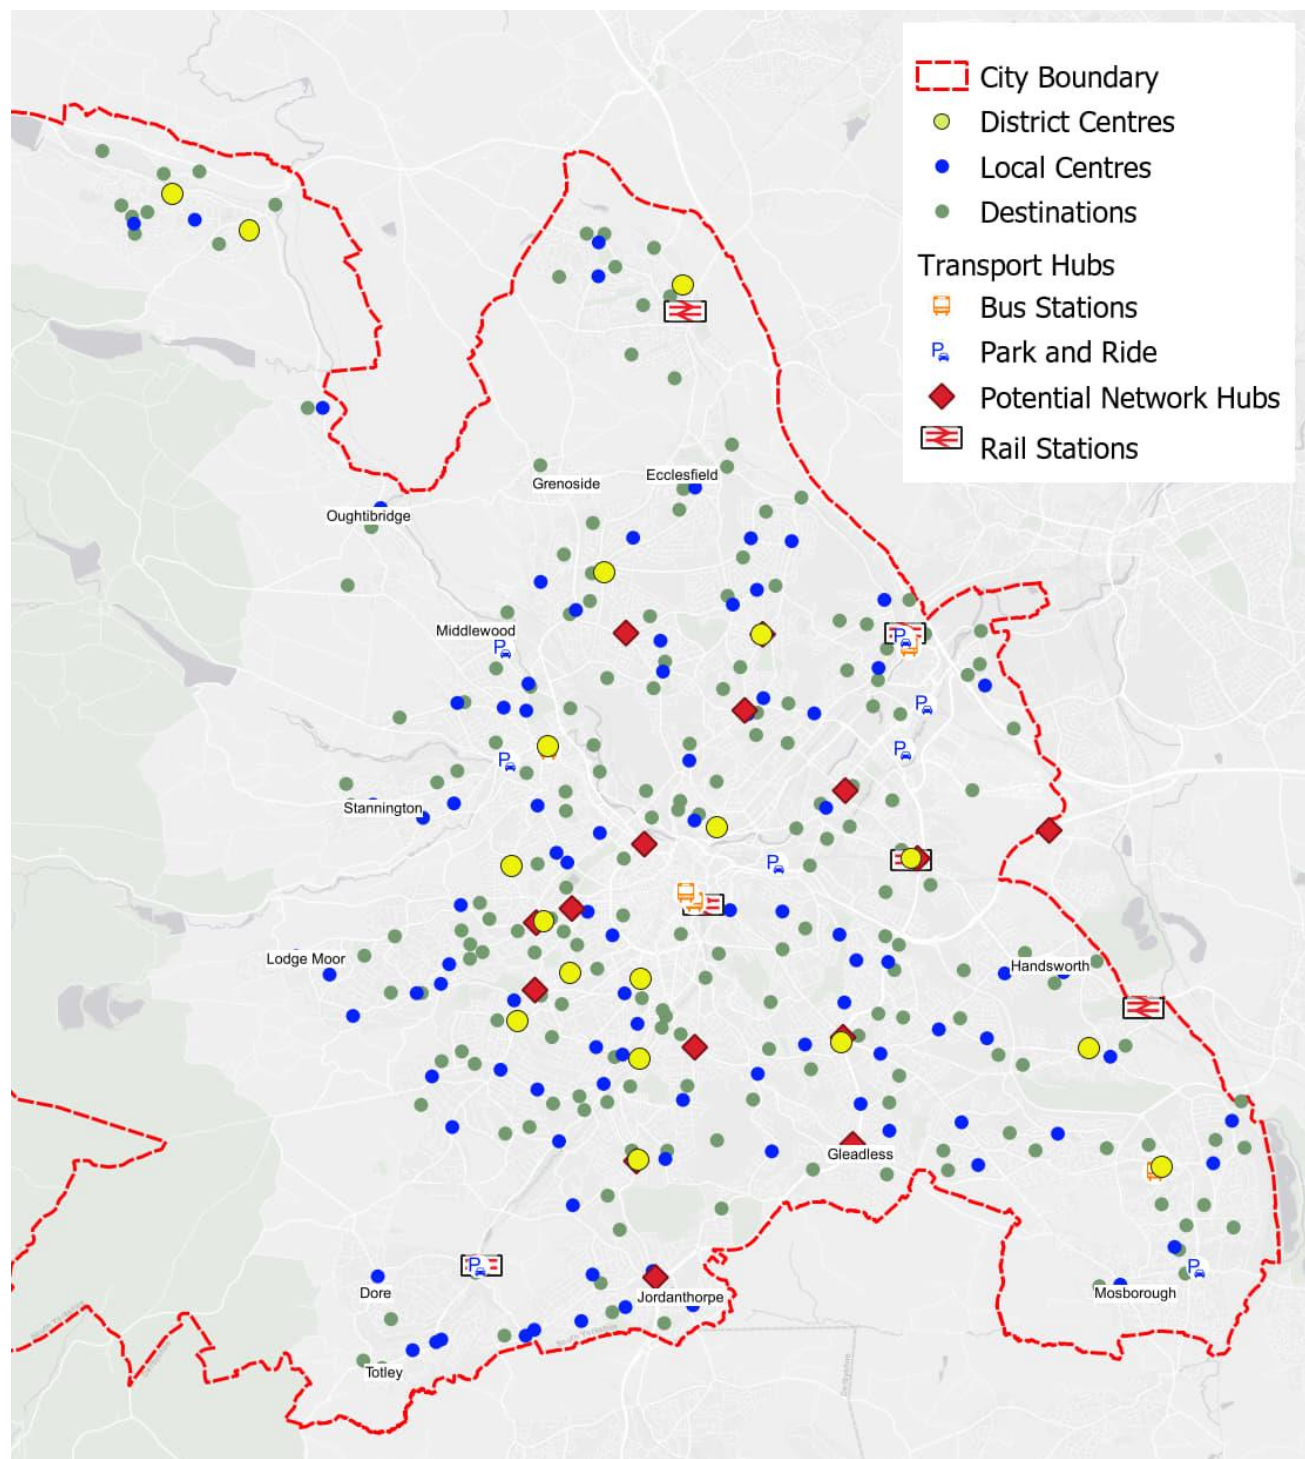 City Boundary
District Centres
Local Centres
Destinations
Transport Hubs
Bus Stations
P Park and Ride
Potential Network Hubs
Rail Stations
Grenoside
Ecclesfield
Oughtibridge
Middlewood
P
P
P
P
Stannington
P
P
Lodge Moor
Handsworth
Gleadless
P
P
Dore
Jordanthorpe
Mosborough
Totley